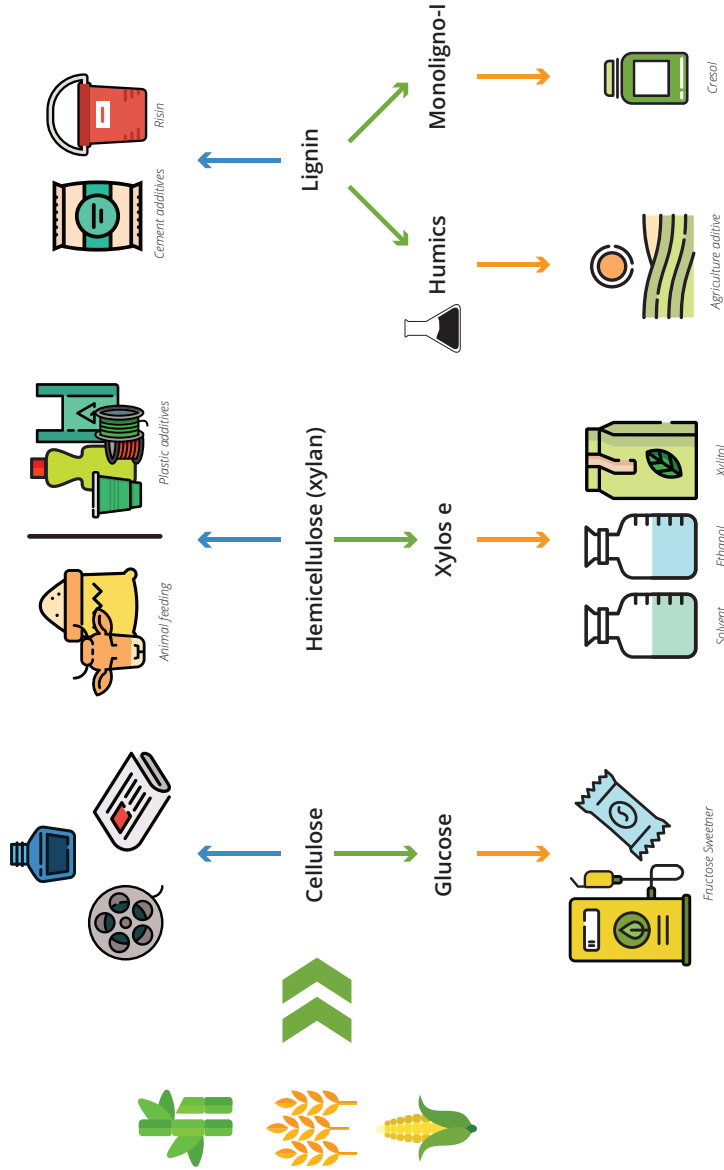 Animal feeding
Plastic additives
Cement additives
Risin
Cellulose
Hemicellulose (xylan)
Lignin
Glucose
Xylos e
Humics
Monoligno-l
Fructose Sweetner
Solvent
Ethanol
Xylitol
Agriculture aditive
Cresol